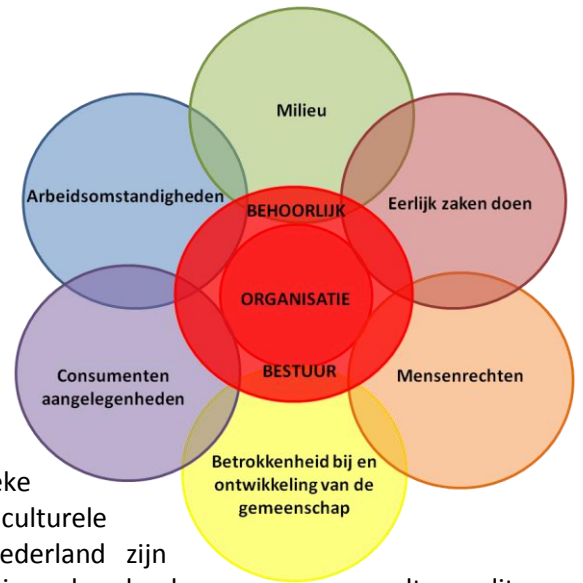 Milieu
Arbeidsomstandigheden
Eerlijk zaken doen
BEHOORLIJK
ORGANISATIE
BESTUUR
Consumenten
aangelegenheden
Mensenrechten
Betrokkenheid bij en
ontwikkeling van de
gemeenschap
eke
culturele
ederland zijn